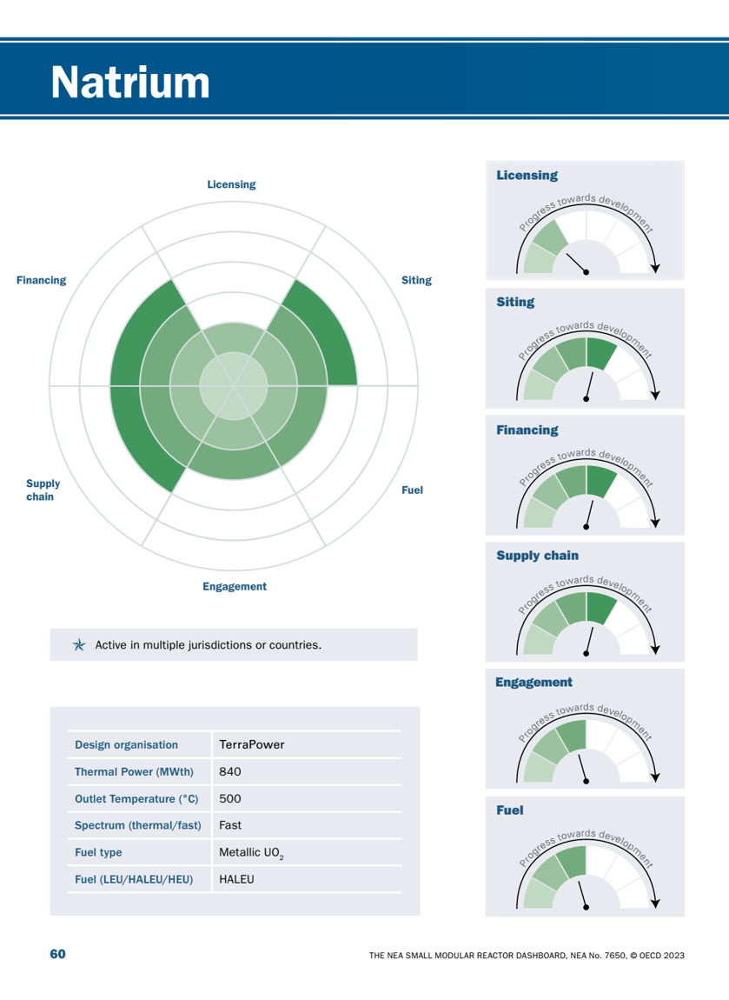 Natrium
Licensing
Financing
Siting
Supply
chain
Fuel
Engagement
Active in multiple jurisdictions or countries.
Design organisation TerraPower
Thermal Power (MWth) 840
Outlet Temperature (°C) 500
Spectrum (thermal/fast) Fast
Fuel type Metallic UO₂
Fuel (LEU/HALEU/HEU) HALEU
Licensing
Progress towards development
Siting
Progress towards development
Financing
Progress towards development
Supply chain
Progress towards development
Engagement
Progress towards development
Fuel
Progress towards development
60
THE NEA SMALL MODULAR REACTOR DASHBOARD, NEA No. 7650, © OECD 2023